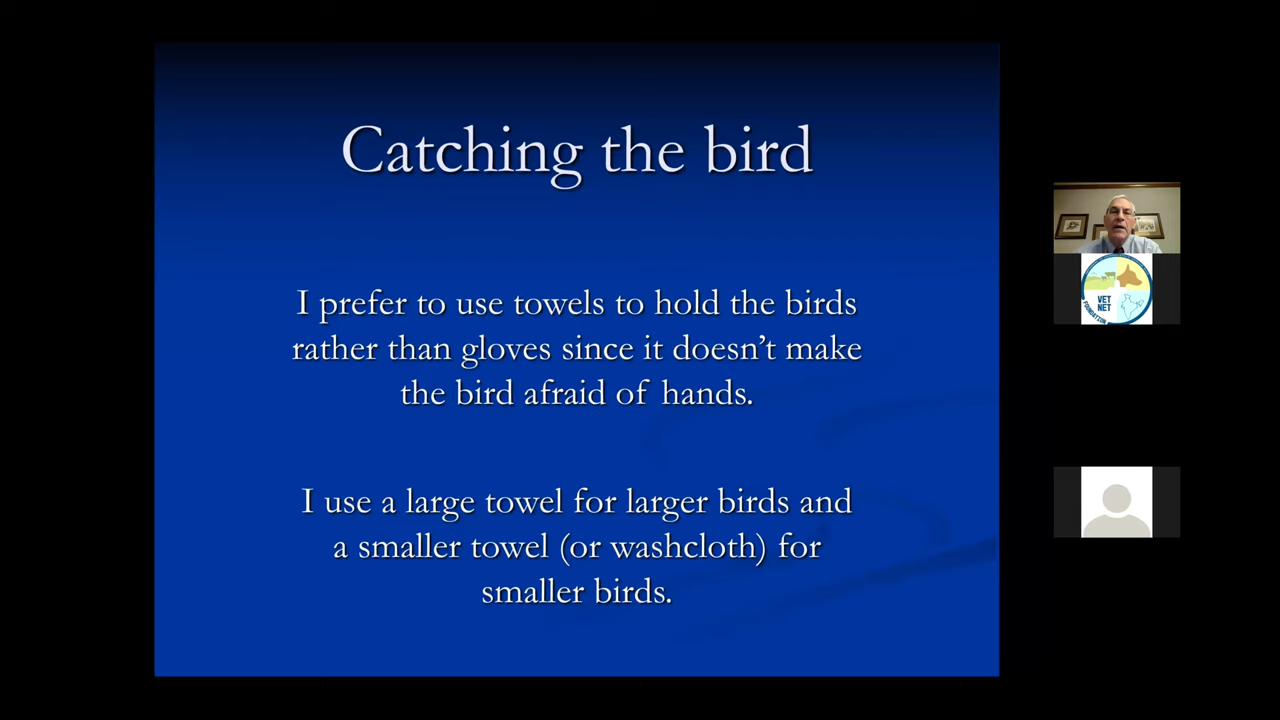 Catching the bird
I prefer to use towels to hold the birds
rather than gloves since it doesn’t make
the bird afraid of hands.
I use a large towel for larger birds and
a smaller towel (or washcloth) for
smaller birds.
VET
NET
FOUNDATION